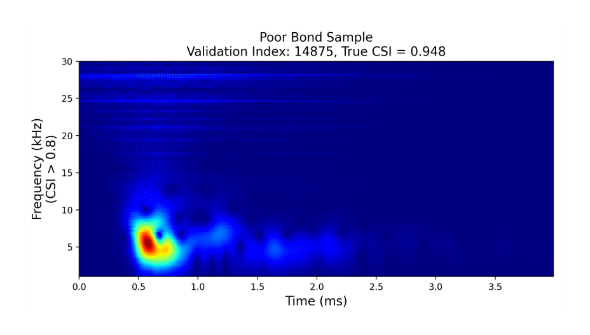 Poor Bond Sample
Validation Index: 14875, True CSI = 0.948
Frequency (kHz)
(CSI > 0.8)
30
25
20
15
10
5
0.0 0.5 1.0 1.5 2.0 2.5 3.0 3.5
Time (ms)